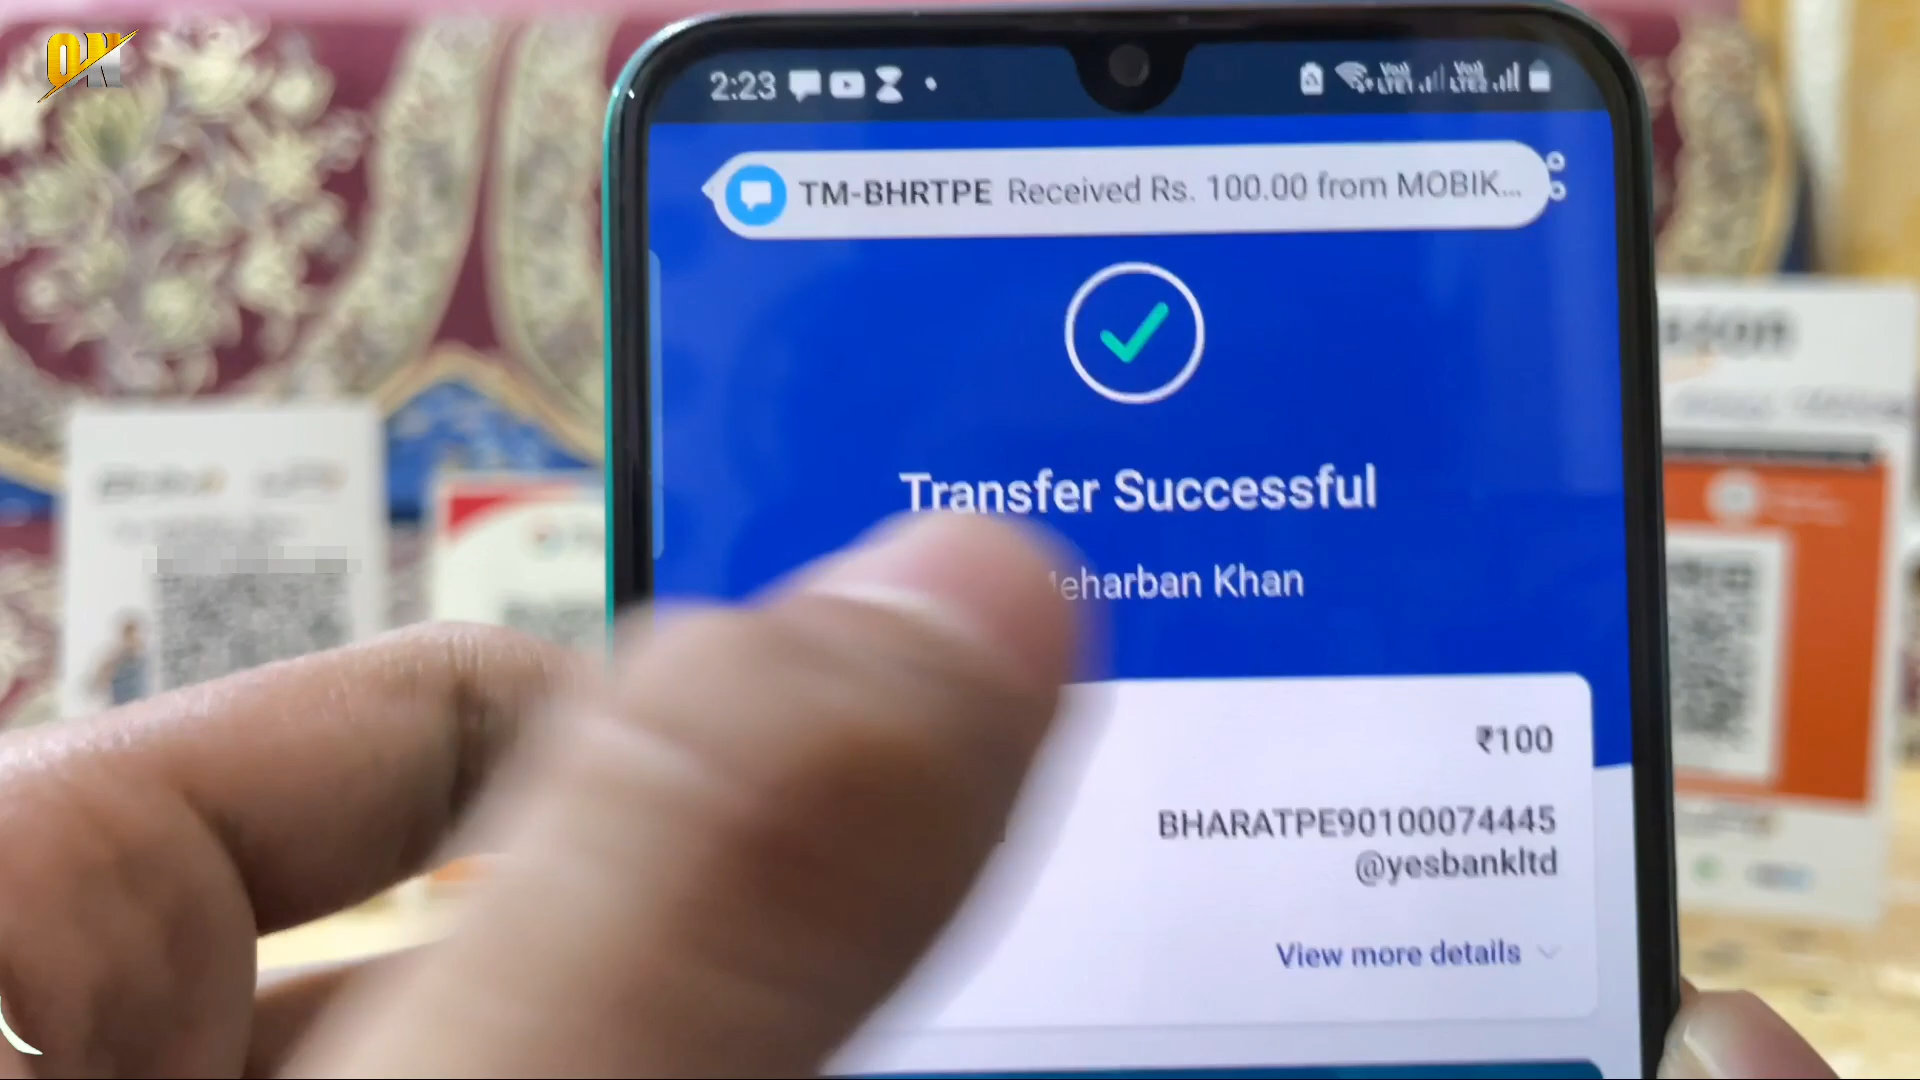 ON
2:23
TM-BHRTPE Received Rs. 100.00 from MOBIK...
Transfer Successful
eharban Khan
₹100
BHARATPE90100074445
@yesbankltd
View more details